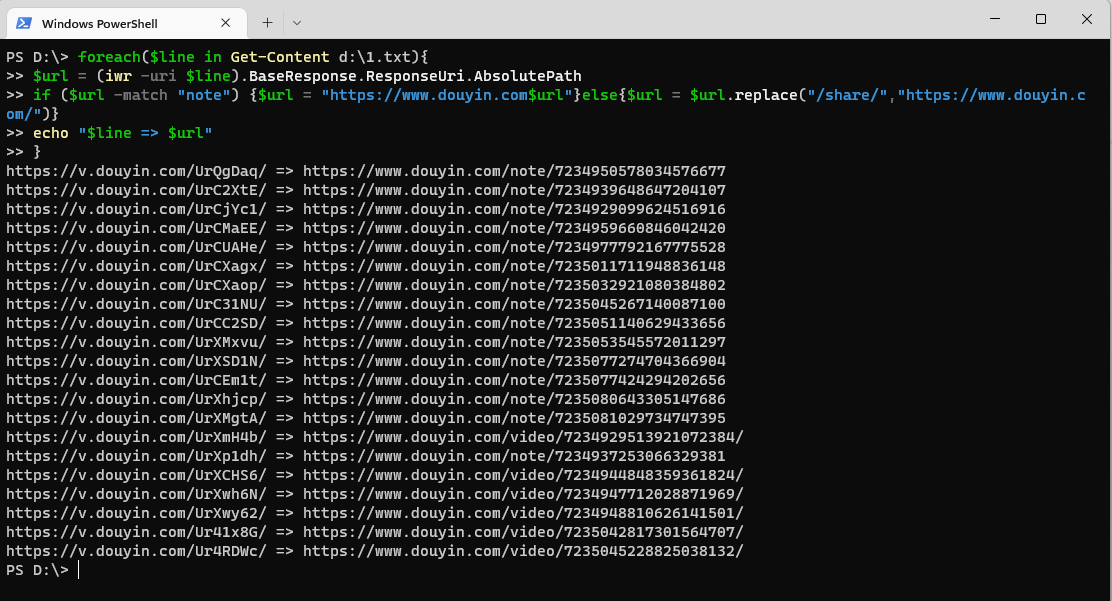 Windows PowerShell
PS D:\> foreach($line in Get-Content d:\1.txt){
>> $url = (iwr -uri $line).BaseResponse.ResponseUri.AbsolutePath
>> if ($url -match "note") {$url = "https://www.douyin.com$url"}else{$url = $url.replace("/share/","https://www.douyin.c
om/")}
>> echo "$line => $url"
>> }
https://v.douyin.com/UrQgDaq/ => https://www.douyin.com/note/7234950578034576677
https://v.douyin.com/UrC2XtE/ => https://www.douyin.com/note/7234939648647204107
https://v.douyin.com/UrCjYc1/ => https://www.douyin.com/note/7234929099624516916
https://v.douyin.com/UrCMaEE/ => https://www.douyin.com/note/7234959660846042420
https://v.douyin.com/UrCUAHe/ => https://www.douyin.com/note/7234977792167775528
https://v.douyin.com/UrCXagx/ => https://www.douyin.com/note/7235011711948836148
https://v.douyin.com/UrCXaop/ => https://www.douyin.com/note/7235032921080384802
https://v.douyin.com/UrC31NU/ => https://www.douyin.com/note/7235045267140087100
https://v.douyin.com/UrCC2SD/ => https://www.douyin.com/note/7235051140629433656
https://v.douyin.com/UrXMxvu/ => https://www.douyin.com/note/7235053545572011297
https://v.douyin.com/UrXSD1N/ => https://www.douyin.com/note/7235077274704366904
https://v.douyin.com/UrCEm1t/ => https://www.douyin.com/note/7235077424294202656
https://v.douyin.com/UrXhjcp/ => https://www.douyin.com/note/7235080643305147686
https://v.douyin.com/UrXMgtA/ => https://www.douyin.com/note/7235081029734747395
https://v.douyin.com/UrXmH4b/ => https://www.douyin.com/video/7234929513921072384/
https://v.douyin.com/UrXp1dh/ => https://www.douyin.com/note/7234937253066329381
https://v.douyin.com/UrXCHS6/ => https://www.douyin.com/video/7234944848359361824/
https://v.douyin.com/UrXwh6N/ => https://www.douyin.com/video/7234947712028871969/
https://v.douyin.com/UrXwy62/ => https://www.douyin.com/video/7234948810626141501/
https://v.douyin.com/Ur41x8G/ => https://www.douyin.com/video/7235042817301564707/
https://v.douyin.com/Ur4RDWc/ => https://www.douyin.com/video/7235045228825038132/
PS D:\>